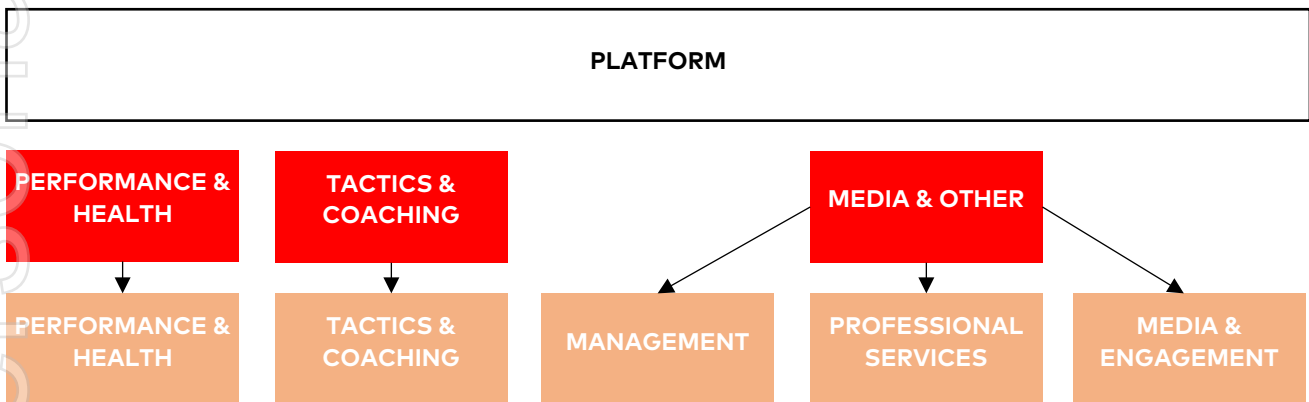 PLATFORM
PERFORMANCE &
HEALTH
TACTICS &
COACHING
MEDIA & OTHER
PERFORMANCE &
HEALTH
TACTICS &
COACHING
MANAGEMENT
PROFESSIONAL
SERVICES
MEDIA &
ENGAGEMENT